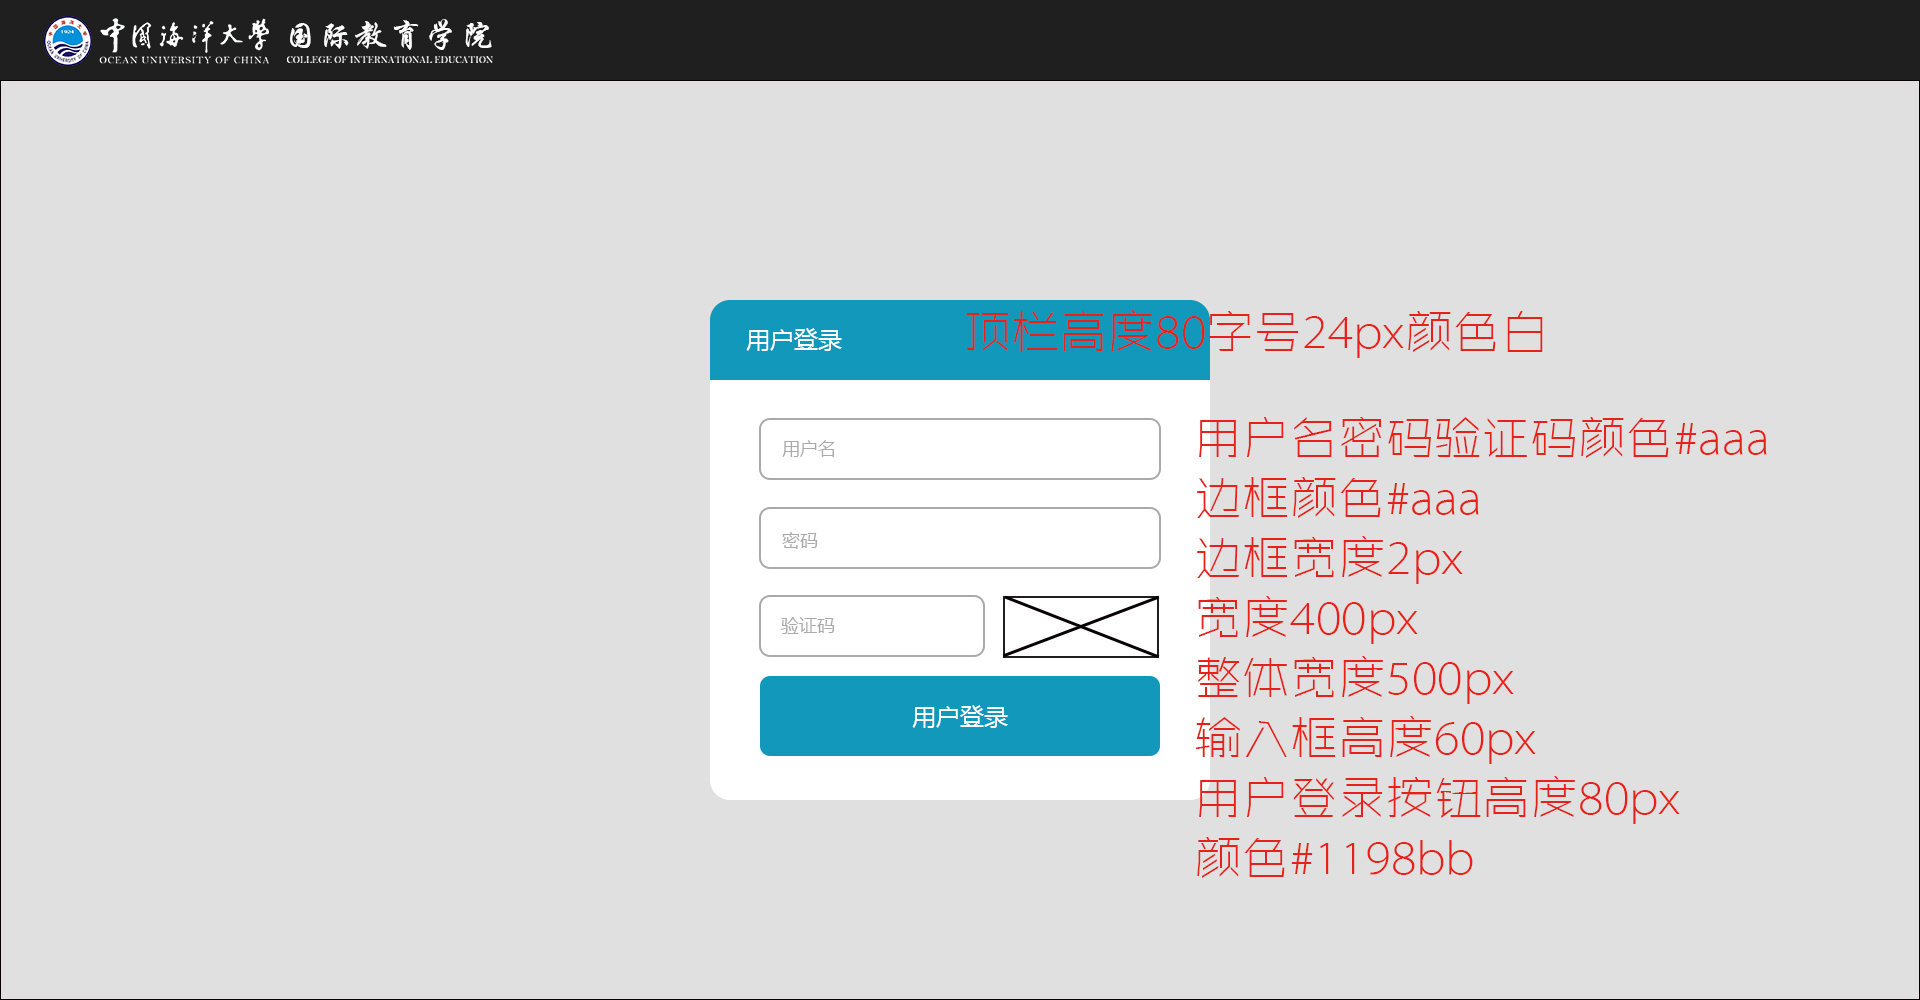 中国海洋大學 国际教育学院
OCEAN UNIVERSITY OF CHINA COLLEGE OF INTERNATIONAL EDUCATION
用户登录
顶栏高度80字号24px颜色白
用户名
用户名密码验证码颜色#aaa
边框颜色#aaa
密码
边框宽度2px
验证码
宽度400px
整体宽度500px
用户登录
输入框高度60px
用户登录按钮高度80px
颜色#1198bb